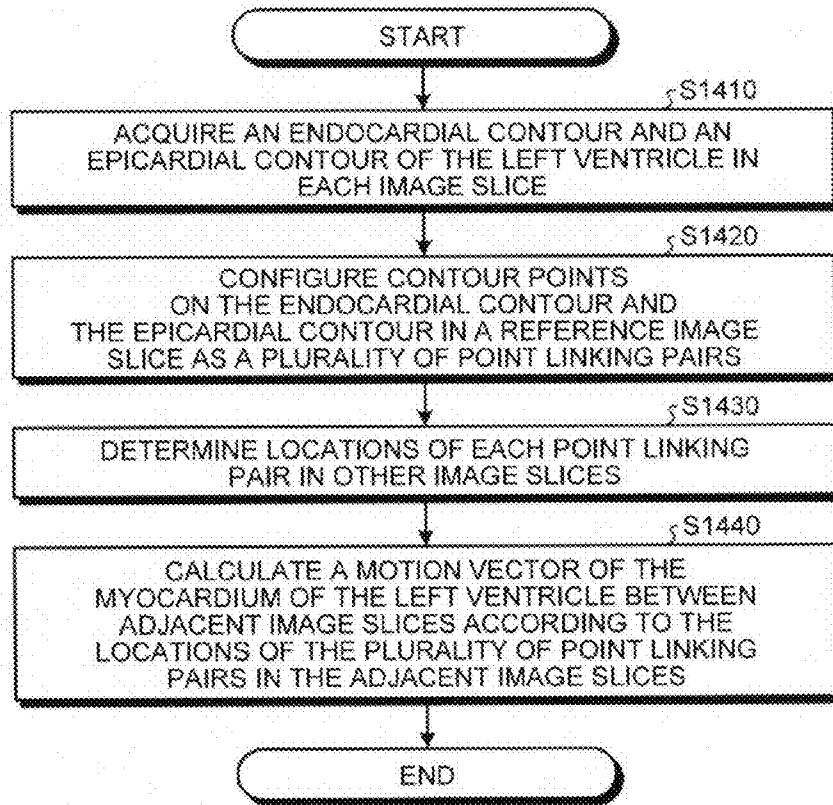 START
S1410
ACQUIRE AN ENDOCARDIAL CONTOUR AND AN
EPICARDIAL CONTOUR OF THE LEFT VENTRICLE IN
EACH IMAGE SLICE
S1420
CONFIGURE CONTOUR POINTS
ON THE ENDOCARDIAL CONTOUR AND
THE EPICARDIAL CONTOUR IN A REFERENCE IMAGE
SLICE AS A PLURALITY OF POINT LINKING PAIRS
S1430
DETERMINE LOCATIONS OF EACH POINT LINKING
PAIR IN OTHER IMAGE SLICES
S1440
CALCULATE A MOTION VECTOR OF THE
MYOCARDIUM OF THE LEFT VENTRICLE BETWEEN
ADJACENT IMAGE SLICES ACCORDING TO THE
LOCATIONS OF THE PLURALITY OF POINT LINKING
PAIRS IN THE ADJACENT IMAGE SLICES
END